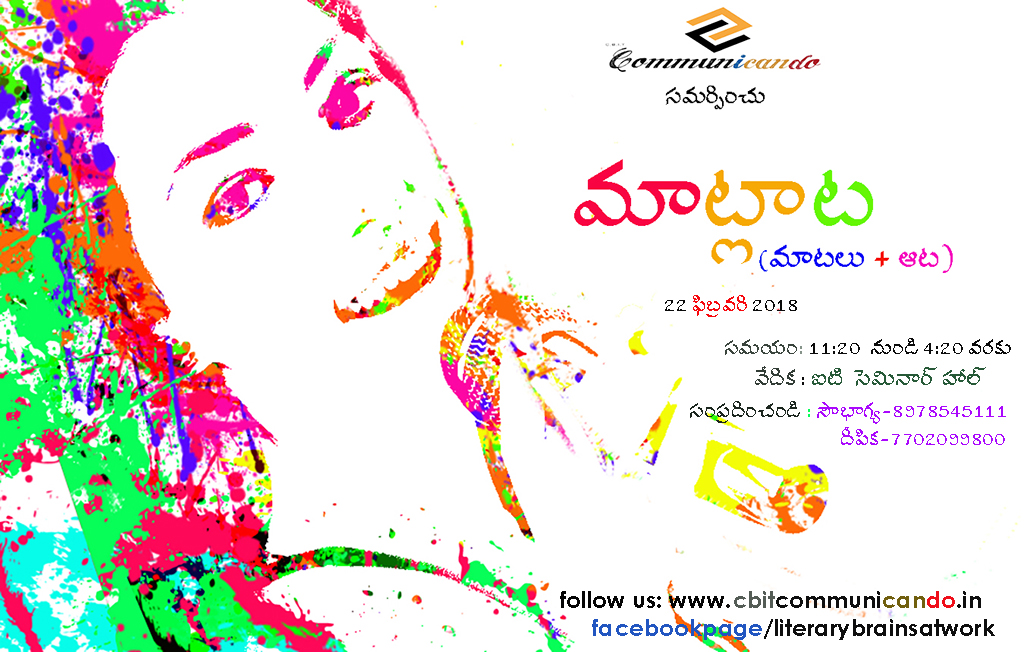 CBIT
Communicando
సమర్పించు
మాట్లాట
(మాటలు + ఆట)
22 ఫిబ్రవరి 2018
సమయం: 11:20 నుండి 4:20 వరకు
వేదిక : ఐటి సెమినార్ హాల్
సంప్రదించండి : సౌభాగ్య-8978545111
దీపిక-7702099800
follow us: www.cbitcommunicando.in
facebookpage/literarybrainsatwork